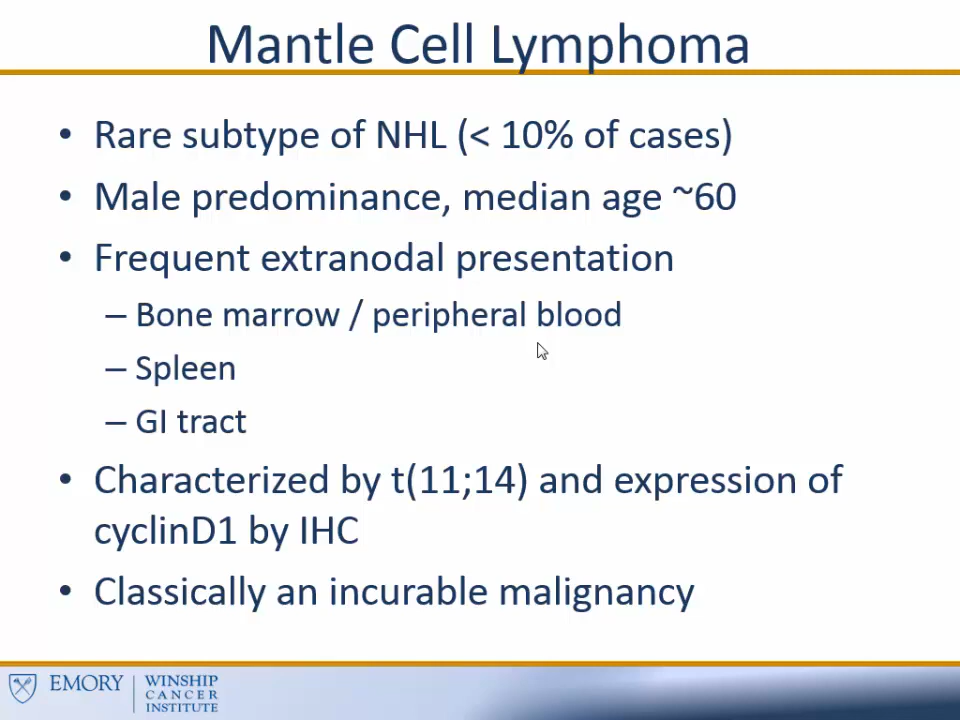 Mantle Cell Lymphoma
• Rare subtype of NHL (< 10% of cases)
• Male predominance, median age ~60
• Frequent extranodal presentation
– Bone marrow / peripheral blood
– Spleen
– GI tract
• Characterized by t(11;14) and expression of
cyclinD1 by IHC
• Classically an incurable malignancy
EMORY
WINSHIP
CANCER
INSTITUTE